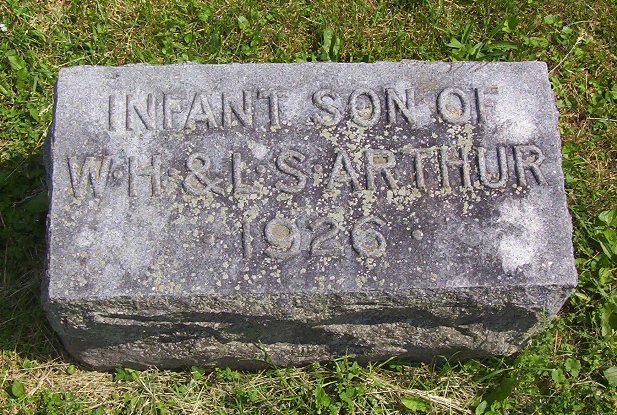 INFANT SON OF
W·H·&·L·S·ARTHUR
· 1926 ·